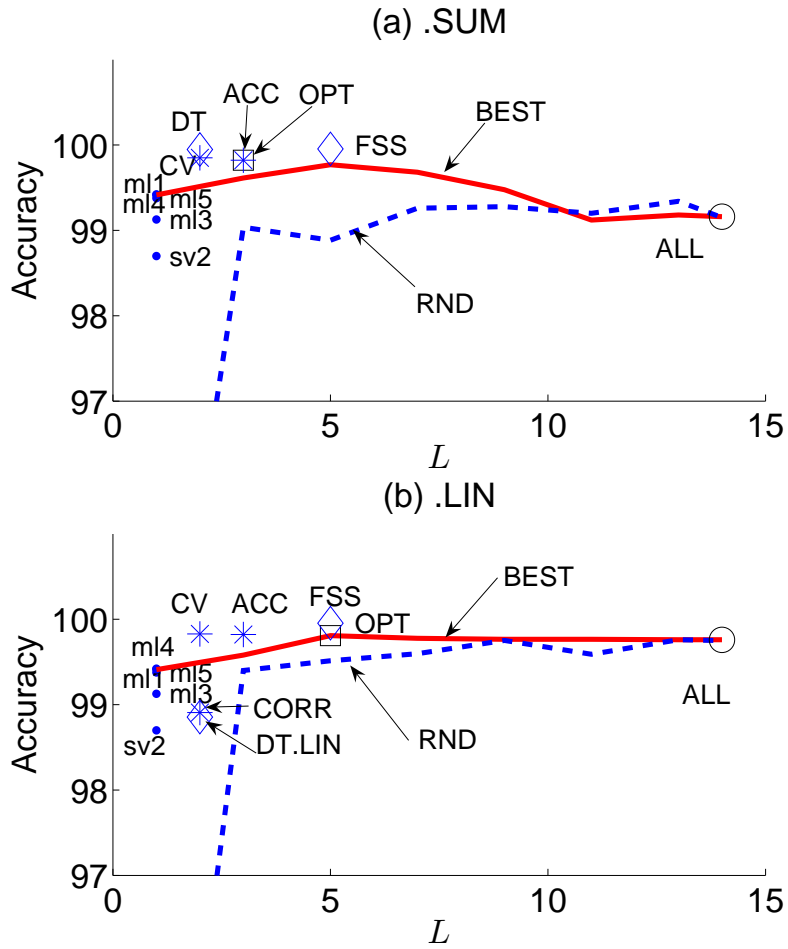 (a) .SUM
ACC
OPT
DT
BEST
100
FSS
CV
ml1
ml5
ml4
ml3
99
sv2
ALL
RND
98
97
0
5
10
15
Accuracy
L
(b) .LIN
BEST
CV
ACC
FSS
100
OPT
ml4
ml5
ml1
ml3
ALL
99
CORR
RND
sv2
DT.LIN
98
97
0
5
10
15
Accuracy
L